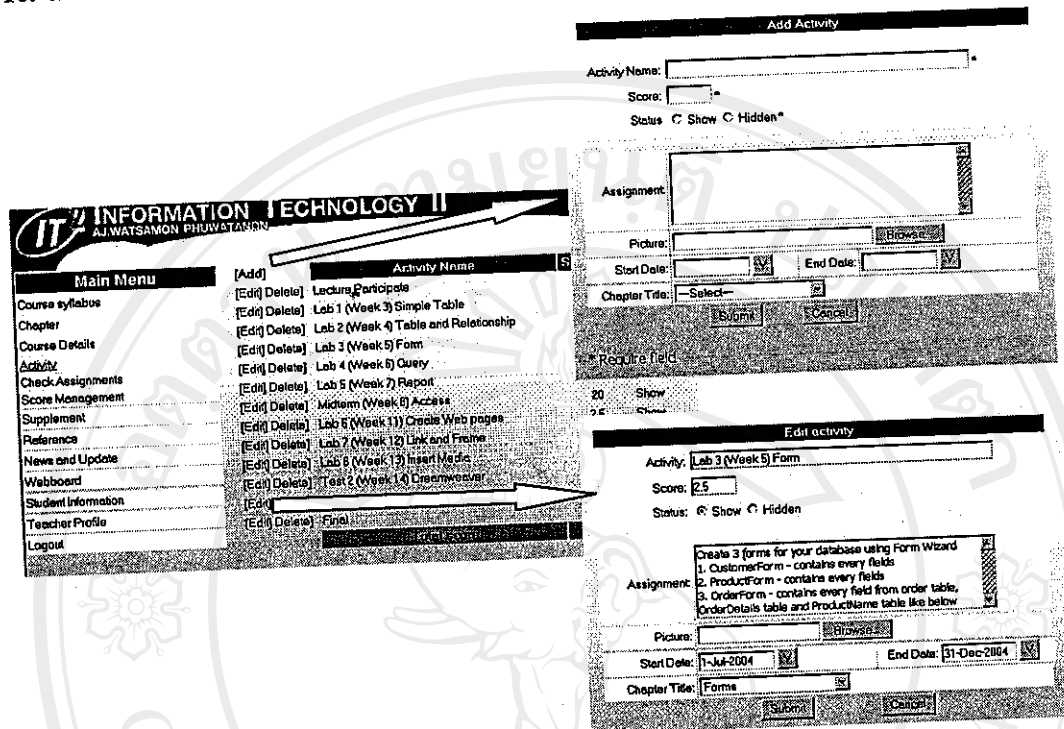 INFORMATION TECHNOLOGY II
AJ.WATSAMON PHUWATANON
Main Menu
Course syllabus
Chapter
Course Details
Activity
Check Assignments
Score Management
Supplement
Reference
News and Update
Webboard
Student Information
Teacher Profile
Logout
[Add] Activity Name S
[Edit] Delete] Lecture Participate
[Edit] Delete] Lab 1 (Week 3) Simple Table
[Edit] Delete] Lab 2 (Week 4) Table and Relationship
[Edit] Delete] Lab 3 (Week 5) Form
[Edit] Delete] Lab 4 (Week 6) Query
[Edit] Delete] Lab 5 (Week 7) Report
[Edit] Delete] Midterm (Week 8) Access
[Edit] Delete] Lab 6 (Week 11) Create Web pages
[Edit] Delete] Lab 7 (Week 12) Link and Frame
[Edit] Delete] Lab 8 (Week 13) Insert Media
[Edit] Delete] Test 2 (Week 14) Dreamweaver
[Edit]
[Edit] Delete] Final
Add Activity
Activity Name: *
Score: *
Status Show Hidden*
Assignment
Picture: Browse...
Start Date: End Date:
Chapter Title: ---Select---
Submit Cancel
* Require field
20 Show
2.5 Show
Edit activity
Activity: Lab 3 (Week 5) Form
Score: 2.5
Status: Show Hidden
Assignment
Create 3 forms for your database using Form Wizard
1. CustomerForm - contains every fields
2. ProductForm - contains every fields
3. OrderForm - contains every field from order table,
OrderDetails table and ProductName table like below
Picture: Browse...
Start Date: 1-Jul-2004 End Date: 31-Dec-2004
Chapter Title: Forms
Submit Cancel